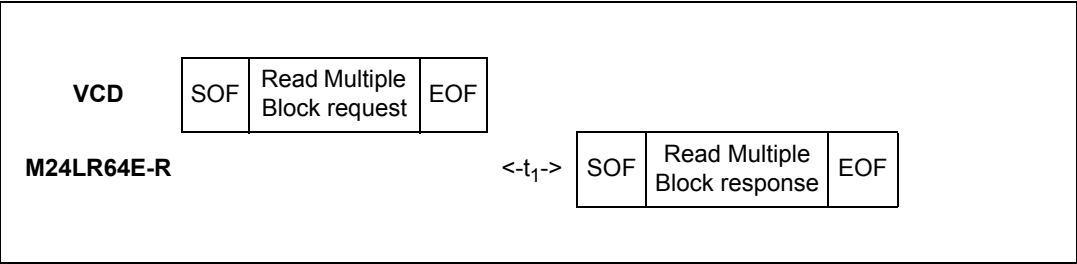 VCD SOF Read Multiple Block request EOF
M24LR64E-R <-t₁-> SOF Read Multiple Block response EOF